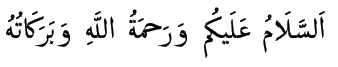 اَلسَّلَامُ عَلَيْكُم وَرَحْمَةُ اللَّهِ وَبَرَكَاتُهُ